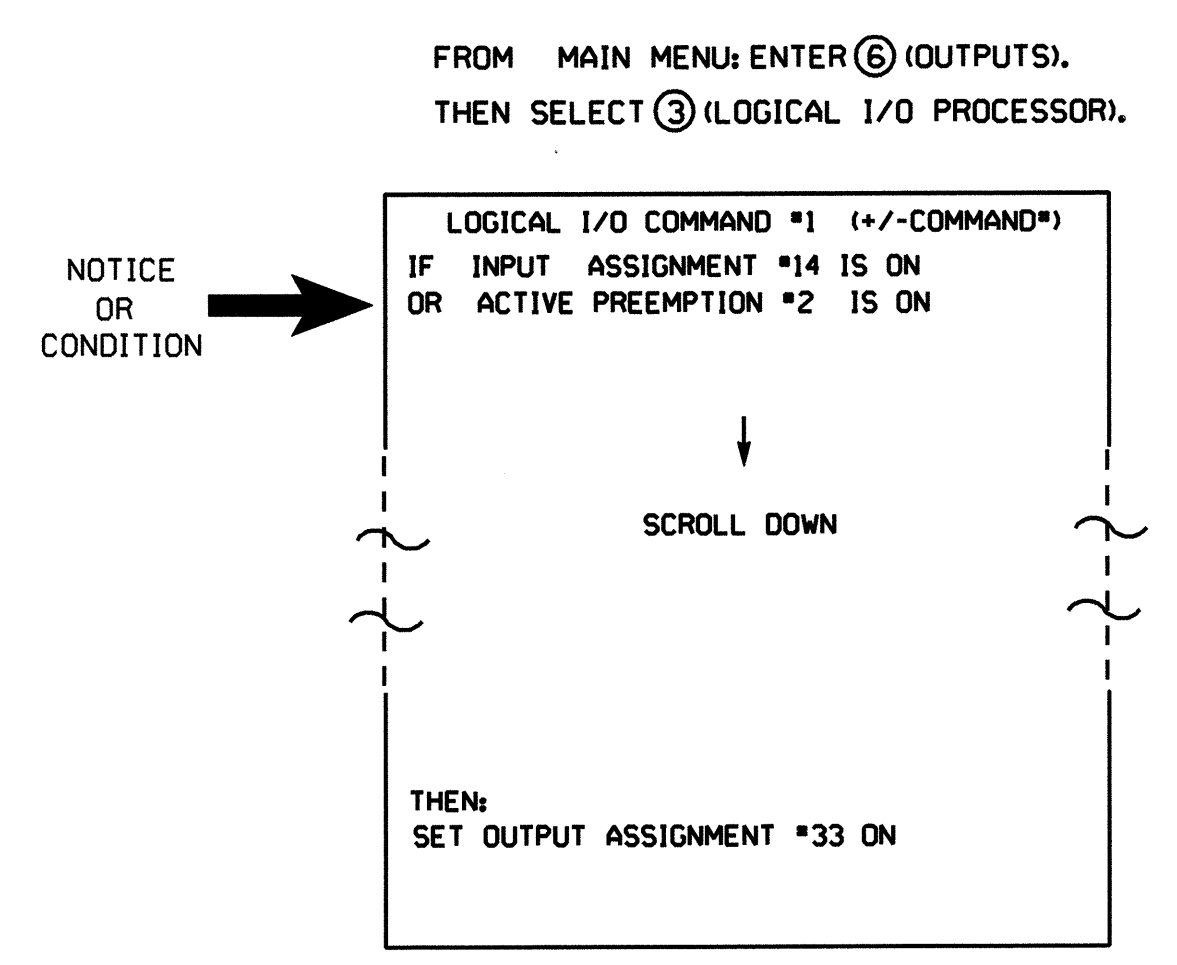 FROM MAIN MENU: ENTER 6 (OUTPUTS).
THEN SELECT 3 (LOGICAL I/O PROCESSOR).
LOGICAL I/O COMMAND #1 (+/-COMMAND#)
IF INPUT ASSIGNMENT #14 IS ON
OR ACTIVE PREEMPTION #2 IS ON
NOTICE
OR
CONDITION
SCROLL DOWN
THEN:
SET OUTPUT ASSIGNMENT #33 ON